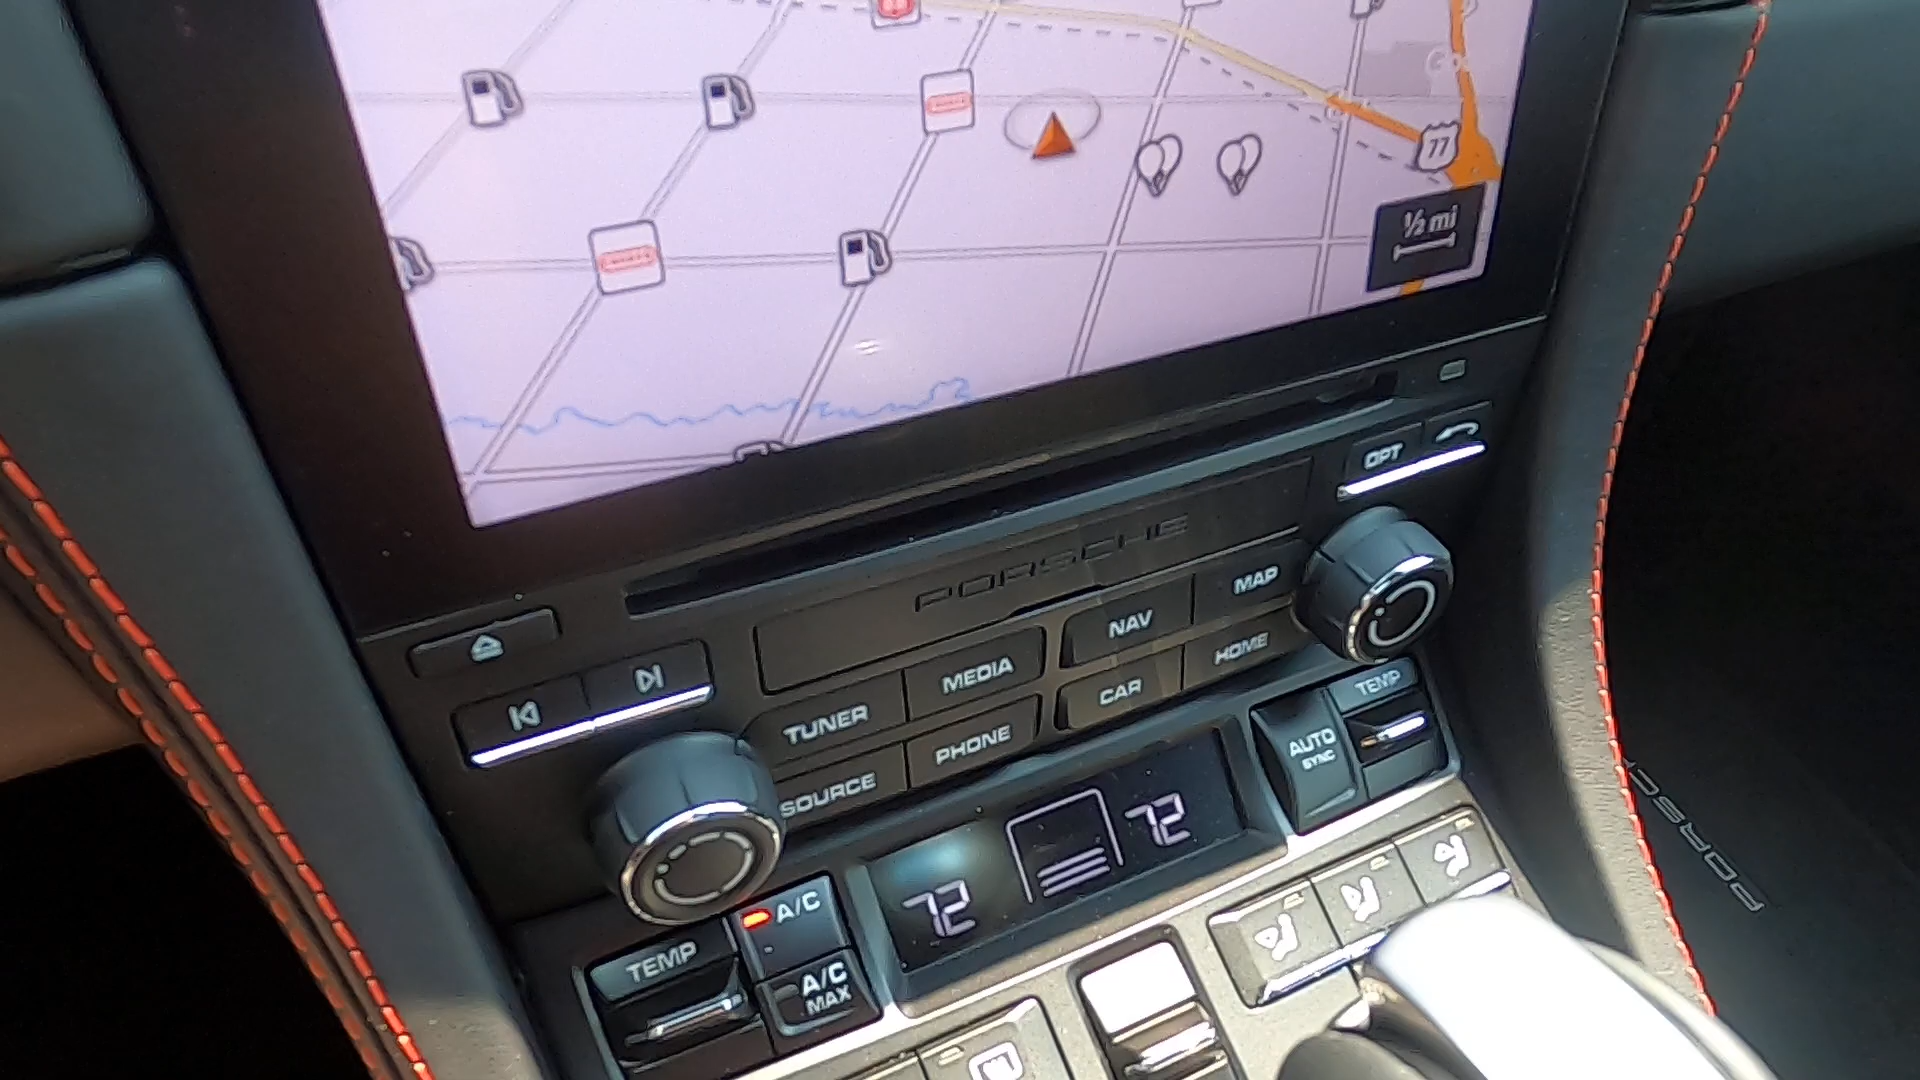 77
½ mi
OPT
PORSCHE
MAP
NAV
HOME
MEDIA
CAR
TUNER
PHONE
SOURCE
TEMP
AUTO
SYNC
72
72
A/C
TEMP
A/C
MAX
PORSCHE